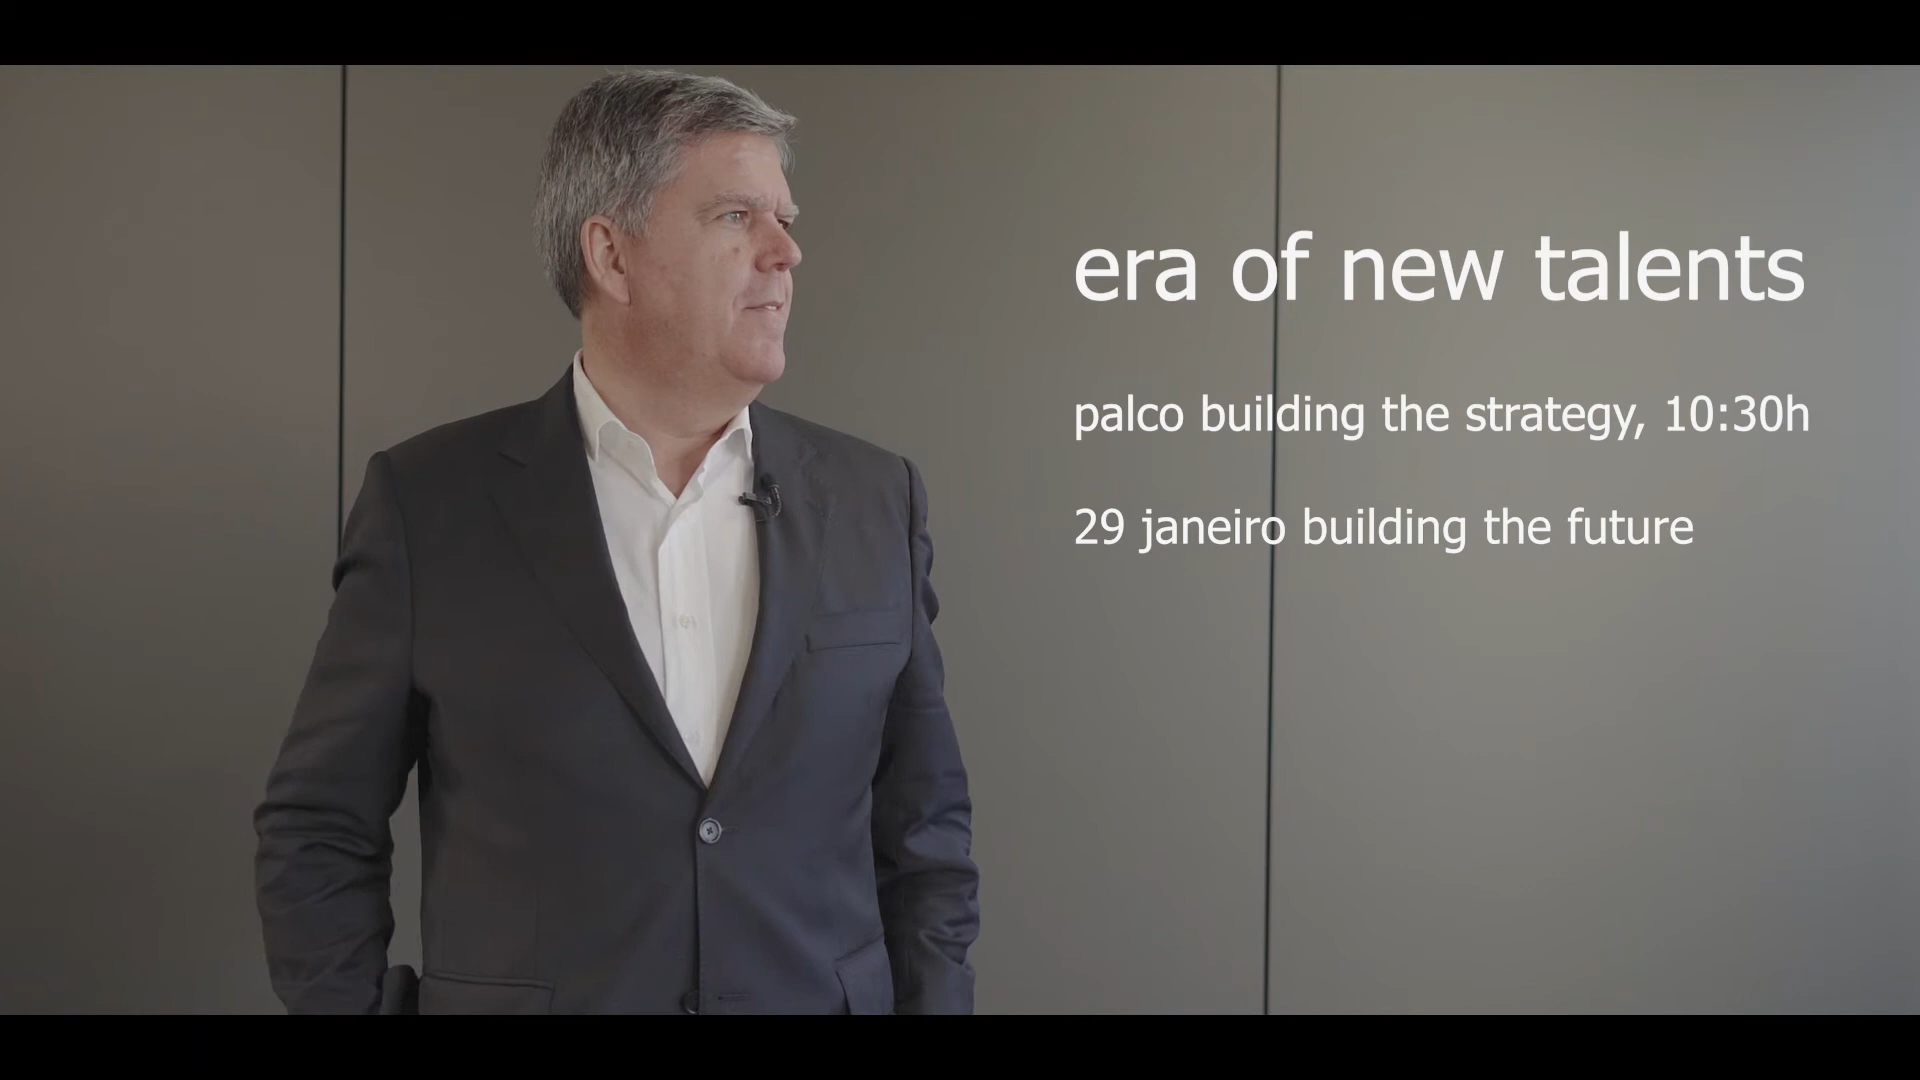 era of new talents
palco building the strategy, 10:30h
29 janeiro building the future